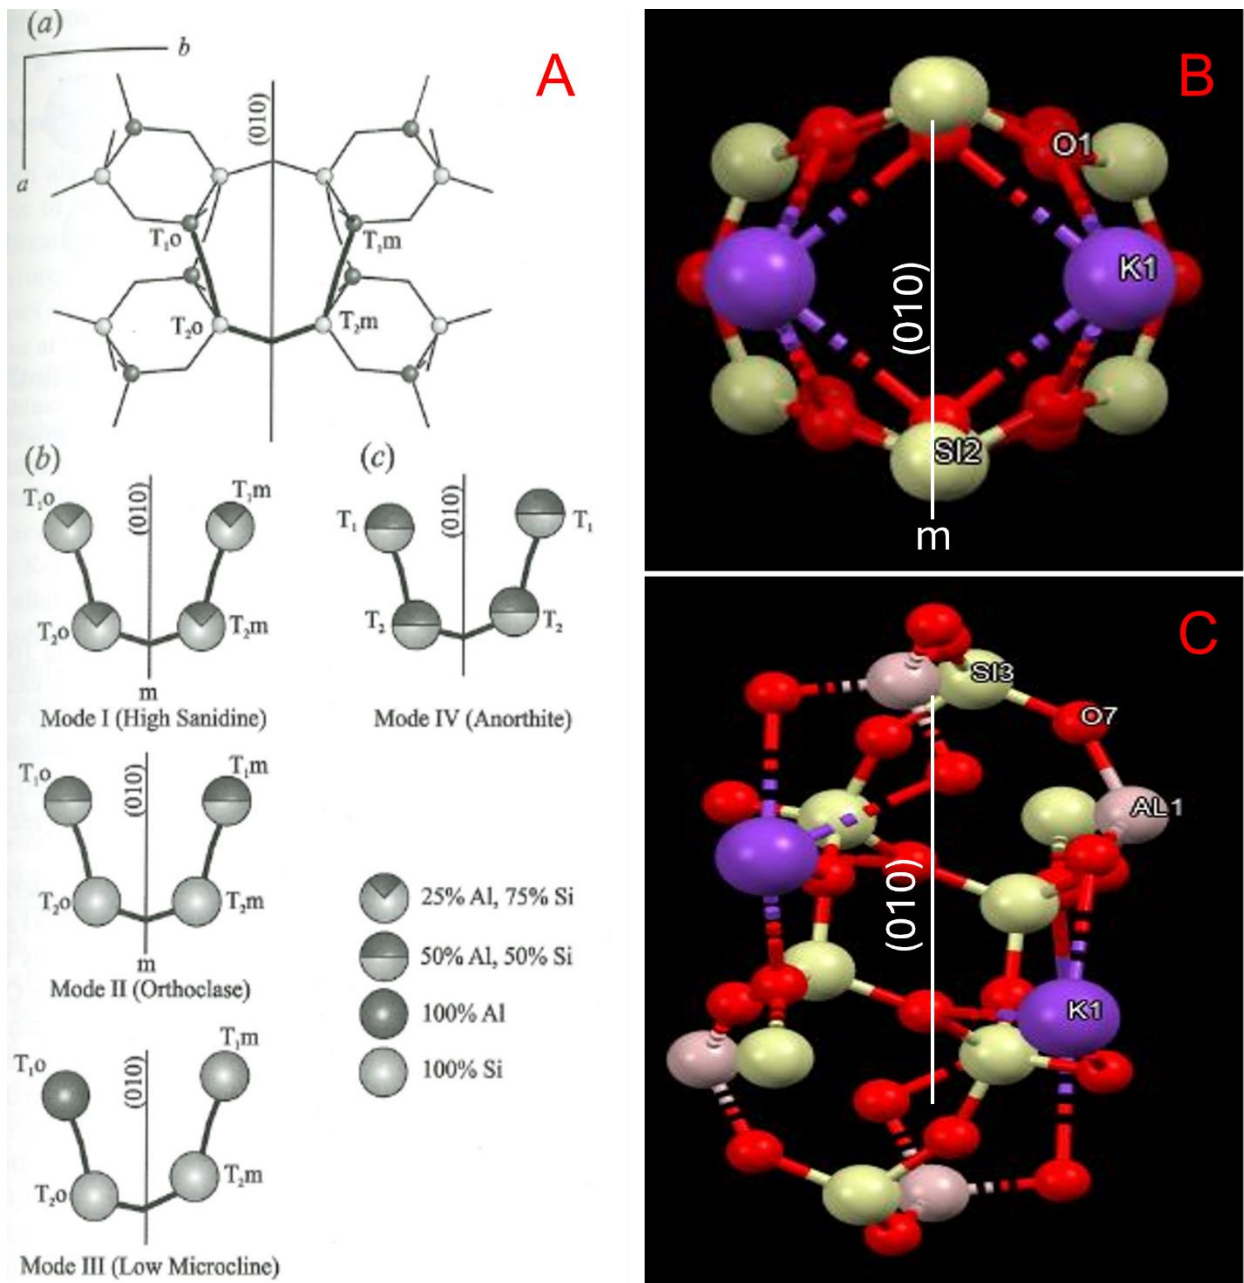 (a)
b
a
(010)
A
T₁o
T₁m
T₂o
T₂m
(b)
T₁o
(010)
T₁m
T₂o
T₂m
m
Mode I (High Sanidine)
(c)
T₁
(010)
T₁
T₂
T₂
Mode IV (Anorthite)
T₁o
(010)
T₁m
T₂o
T₂m
m
Mode II (Orthoclase)
25% Al, 75% Si
50% Al, 50% Si
100% Al
100% Si
T₁o
(010)
T₁m
T₂o
T₂m
Mode III (Low Microcline)
B
O1
K1
(010)
SI2
m
C
SI3
O7
AL1
(010)
K1